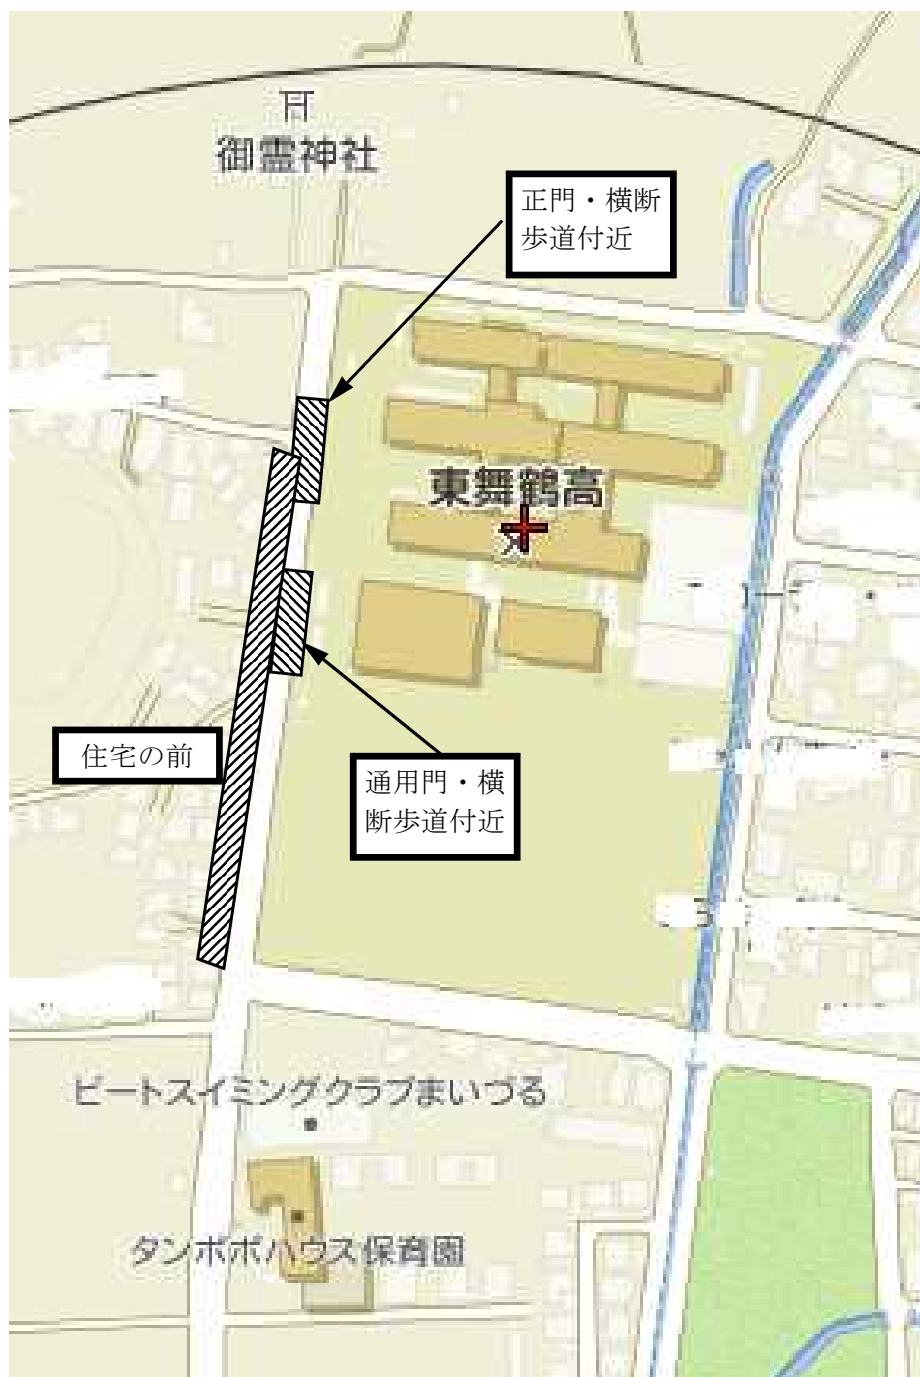 御霊神社
正門・横断
歩道付近
東舞鶴高
文
住宅の前
通用門・横
断歩道付近
ビートスイミングクラブまいづる
タンポポハウス保育園